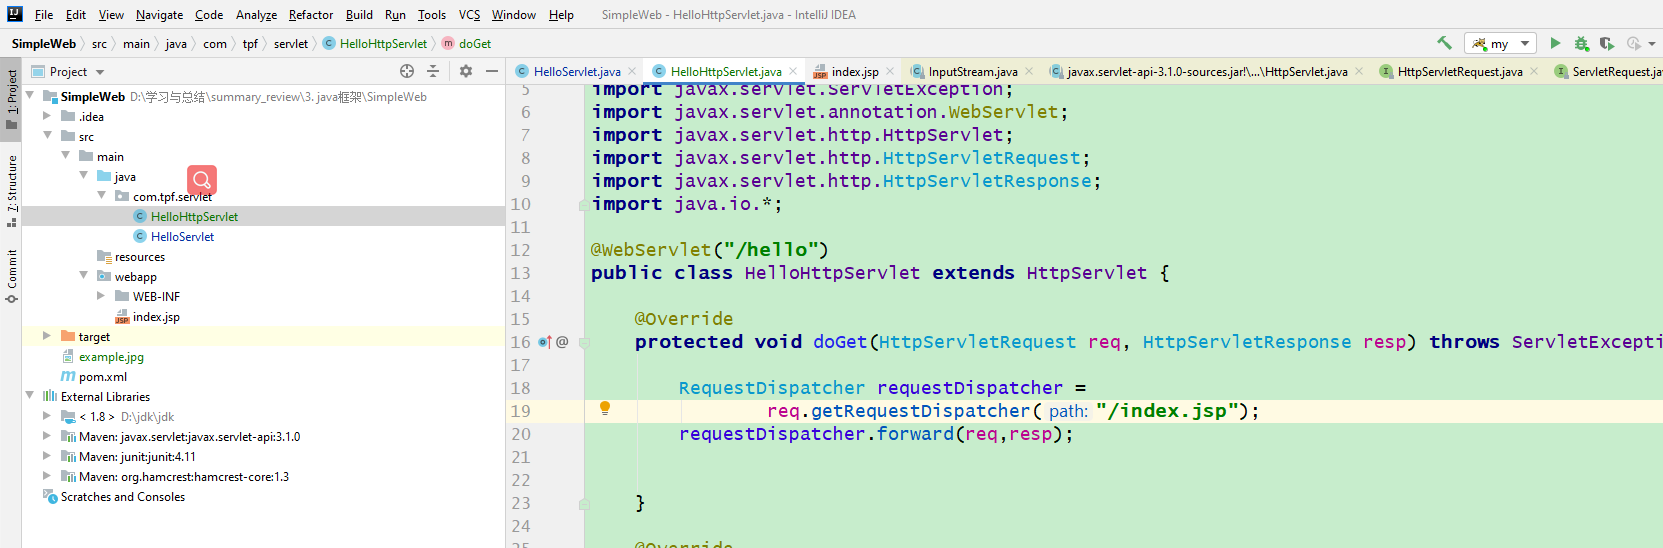 File Edit View Navigate Code Analyze Refactor Build Run Tools VCS Window Help SimpleWeb - HelloHttpServlet.java - IntelliJ IDEA
SimpleWeb src main java com tpf servlet HelloHttpServlet doGet my
1: Project
7: Structure
Commit
Project
SimpleWeb D:\学习与总结\summary_review\3. java框架\SimpleWeb
.idea
src
main
java
com.tpf.servlet
HelloHttpServlet
HelloServlet
resources
webapp
WEB-INF
index.jsp
target
example.jpg
pom.xml
External Libraries
< 1.8 > D:\jdk\jdk
Maven: javax.servlet:javax.servlet-api:3.1.0
Maven: junit:junit:4.11
Maven: org.hamcrest:hamcrest-core:1.3
Scratches and Consoles
HelloServlet.java HelloHttpServlet.java index.jsp InputStream.java javax.servlet-api-3.1.0-sources.jar!\...\HttpServlet.java HttpServletRequest.java ServletRequest.jav
5 import javax.servlet.ServletException;
6 import javax.servlet.annotation.WebServlet;
7 import javax.servlet.http.HttpServlet;
8 import javax.servlet.http.HttpServletRequest;
9 import javax.servlet.http.HttpServletResponse;
10 import java.io.*;
11
12 @WebServlet("/hello")
13 public class HelloHttpServlet extends HttpServlet {
14
15 @Override
16 protected void doGet(HttpServletRequest req, HttpServletResponse resp) throws ServletExcepti
17
18 RequestDispatcher requestDispatcher =
19 req.getRequestDispatcher( path: "/index.jsp");
20 requestDispatcher.forward(req,resp);
21
22
23 }
24
25 @Override